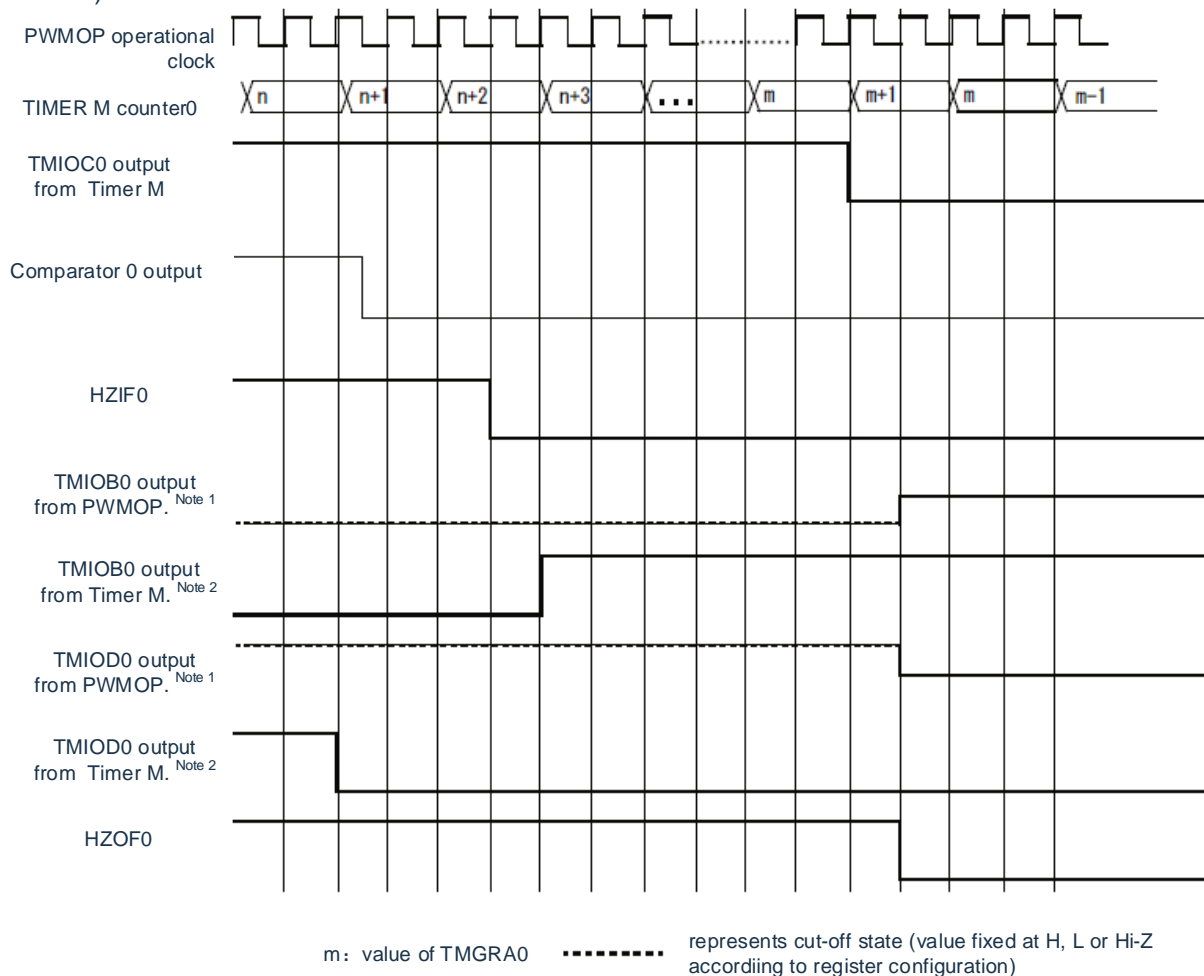 PWMOP operational
clock
TIMER M counter0
n n+1 n+2 n+3 ... m m+1 m m-1
TMIOC0 output
from Timer M
Comparator 0 output
HZIF0
TMIOB0 output
from PWMOP. Note 1
TMIOB0 output
from Timer M. Note 2
TMIOD0 output
from PWMOP. Note 1
TMIOD0 output
from Timer M. Note 2
HZOF0
m: value of TMGRA0
represents cut-off state (value fixed at H, L or Hi-Z
accordiing to register configuration)